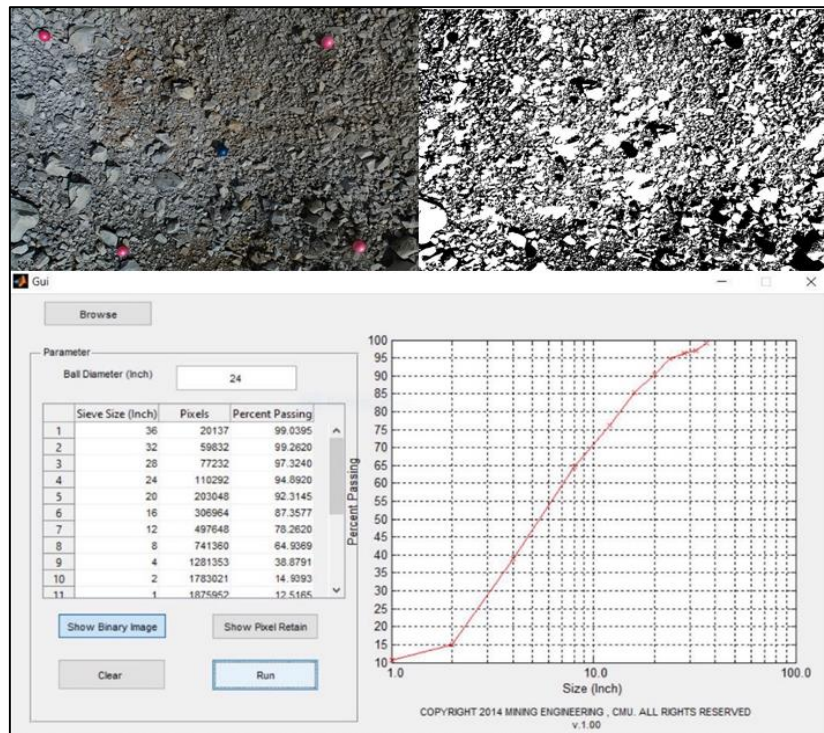 Gui
Browse
Parameter
Ball Diameter (Inch) 24
Sieve Size (Inch) Pixels Percent Passing
1 36 20137 99.0395
2 32 59832 99.2620
3 28 77232 97.3240
4 24 110292 94.8920
5 20 203048 92.3145
6 16 306964 87.3577
7 12 497648 78.2620
8 8 741360 64.9369
9 4 1281353 38.8791
10 2 1783021 14.9393
11 1 1875952 12.5165
Show Binary Image Show Pixel Retain
Clear Run
100
95
90
85
80
75
70
65
60
55
50
45
40
35
30
25
20
15
10
Percent Passing
1.0 10.0 100.0
Size (Inch)
COPYRIGHT 2014 MINING ENGINEERING , CMU. ALL RIGHTS RESERVED
v.1.00